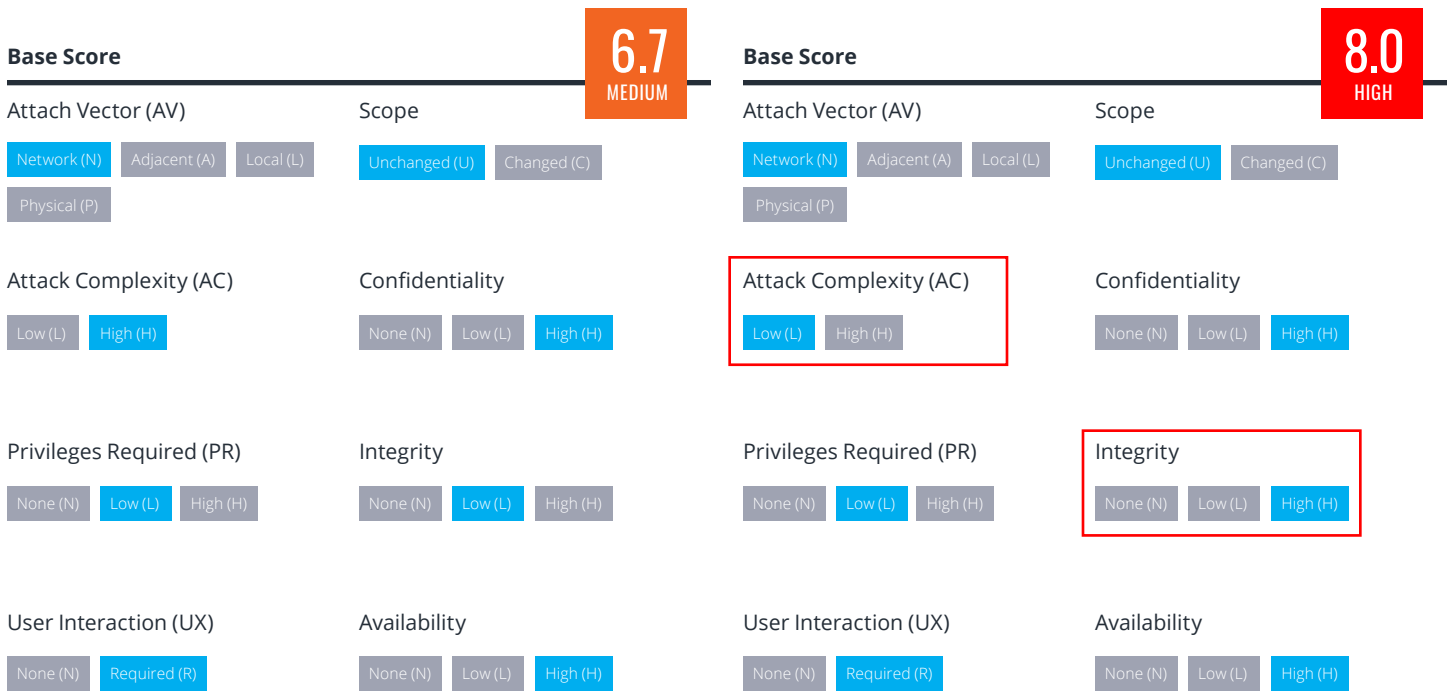 Base Score
6.7
MEDIUM
Attach Vector (AV)
Network (N) Adjacent (A) Local (L)
Physical (P)
Scope
Unchanged (U) Changed (C)
Attack Complexity (AC)
Low (L) High (H)
Confidentiality
None (N) Low (L) High (H)
Privileges Required (PR)
None (N) Low (L) High (H)
Integrity
None (N) Low (L) High (H)
User Interaction (UX)
None (N) Required (R)
Availability
None (N) Low (L) High (H)
Base Score
8.0
HIGH
Attach Vector (AV)
Network (N) Adjacent (A) Local (L)
Physical (P)
Scope
Unchanged (U) Changed (C)
Attack Complexity (AC)
Low (L) High (H)
Confidentiality
None (N) Low (L) High (H)
Privileges Required (PR)
None (N) Low (L) High (H)
Integrity
None (N) Low (L) High (H)
User Interaction (UX)
None (N) Required (R)
Availability
None (N) Low (L) High (H)